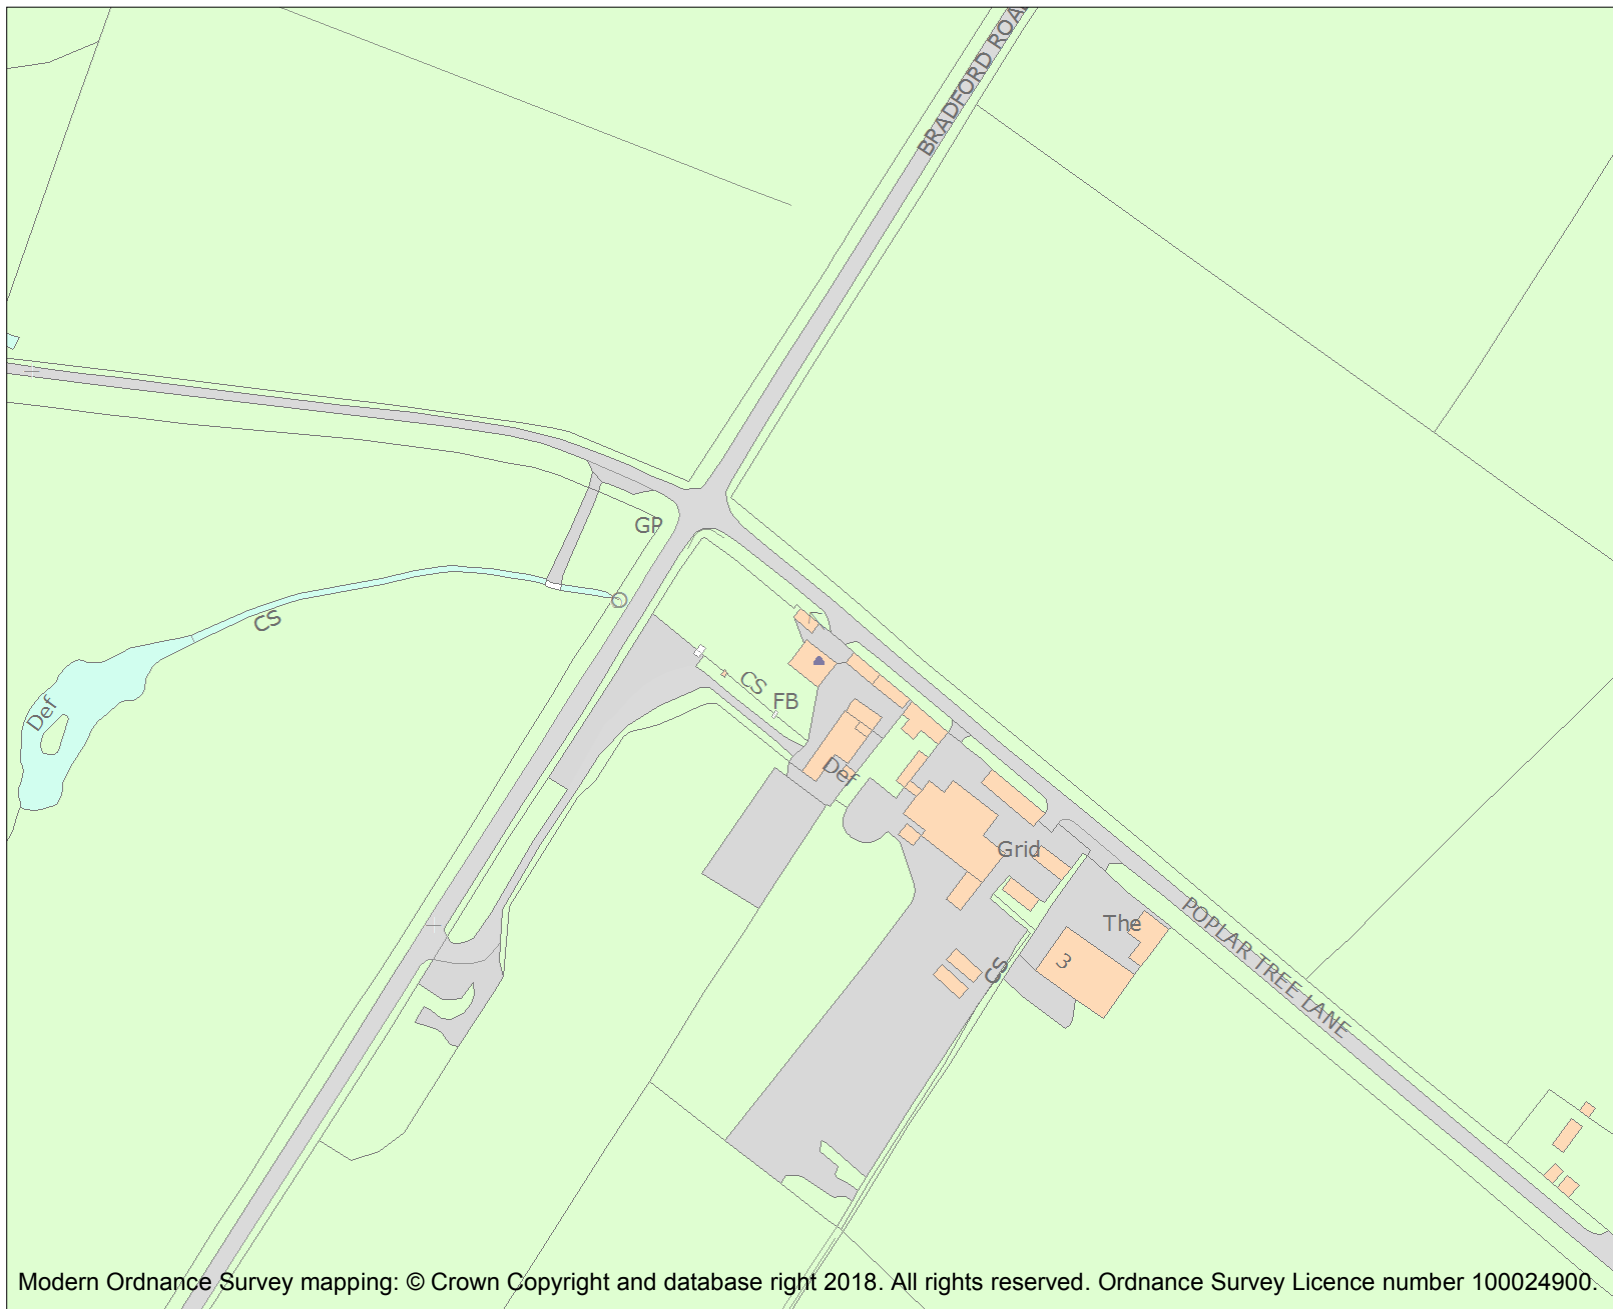 BRADFORD ROAD
GP
CS
Def
CS
FB
Def
Grid
The
3
CS
POPLAR TREE LANE
Modern Ordnance Survey mapping: © Crown Copyright and database right 2018. All rights reserved. Ordnance Survey Licence number 100024900.